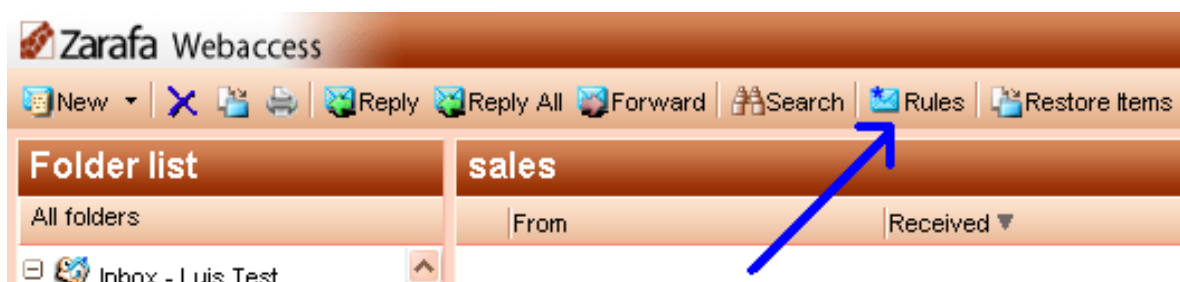 Zarafa Webaccess
New Reply Reply All Forward Search Rules Restore Items
Folder list sales
All folders From Received
Inbox - Luis Test